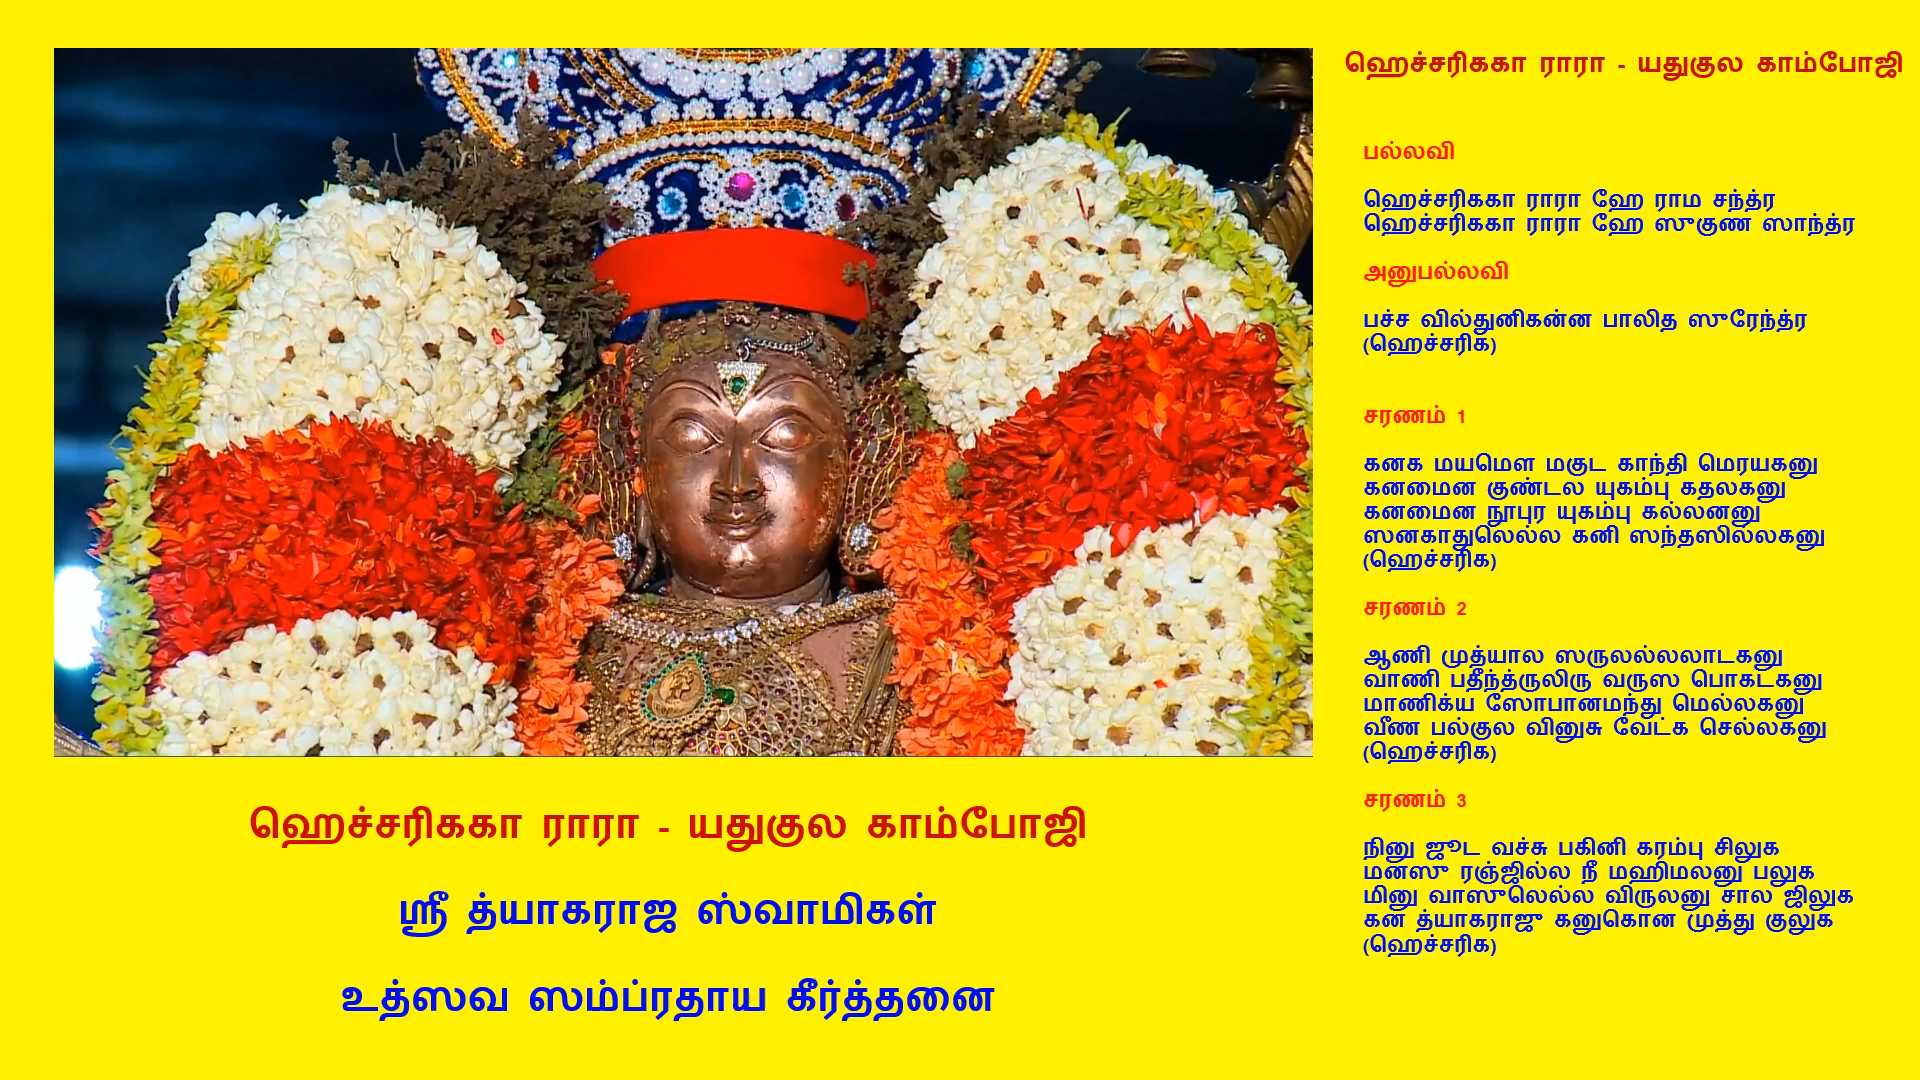 ஹெச்சரிககா ராரா - யதுகுல காம்போஜி
பல்லவி
ஹெச்சரிககா ராரா ஹே ராம சந்த்ர
ஹெச்சரிககா ராரா ஹே ஸுகுண ஸாந்த்ர
அனுபல்லவி
பச்ச வில்துனிகன்ன பாலித ஸுரேந்த்ர
(ஹெச்சரிக)
சரணம் 1
கனக மயமௌ மகுட காந்தி மெரயகனு
கனமைன குண்டல யுகம்பு கதலகனு
கனமைன நூபுர யுகம்பு கல்லனனு
ஸனகாதுலெல்ல கனி ஸந்தஸில்லகனு
(ஹெச்சரிக)
சரணம் 2
ஆணி முத்யால ஸருலல்லலாடகனு
வாணி பதீந்த்ருலிரு வருஸ பொகடகனு
மாணிக்ய ஸோபானமந்து மெல்லகனு
வீண பல்குல வினுசு வேட்க செல்லகனு
(ஹெச்சரிக)
சரணம் 3
நினு ஜூட வச்சு பகினி கரம்பு சிலுக
மனஸு ரஞ்ஜில்ல நீ மஹிமலனு பலுக
மினு வாஸுலெல்ல விருலனு சால ஜிலுக
கன த்யாகராஜு கனுகொன முத்து குலுக
(ஹெச்சரிக)
ஹெச்சரிககா ராரா - யதுகுல காம்போஜி
ஸ்ரீ த்யாகராஜ ஸ்வாமிகள்
உத்ஸவ ஸம்ப்ரதாய கீர்த்தனை